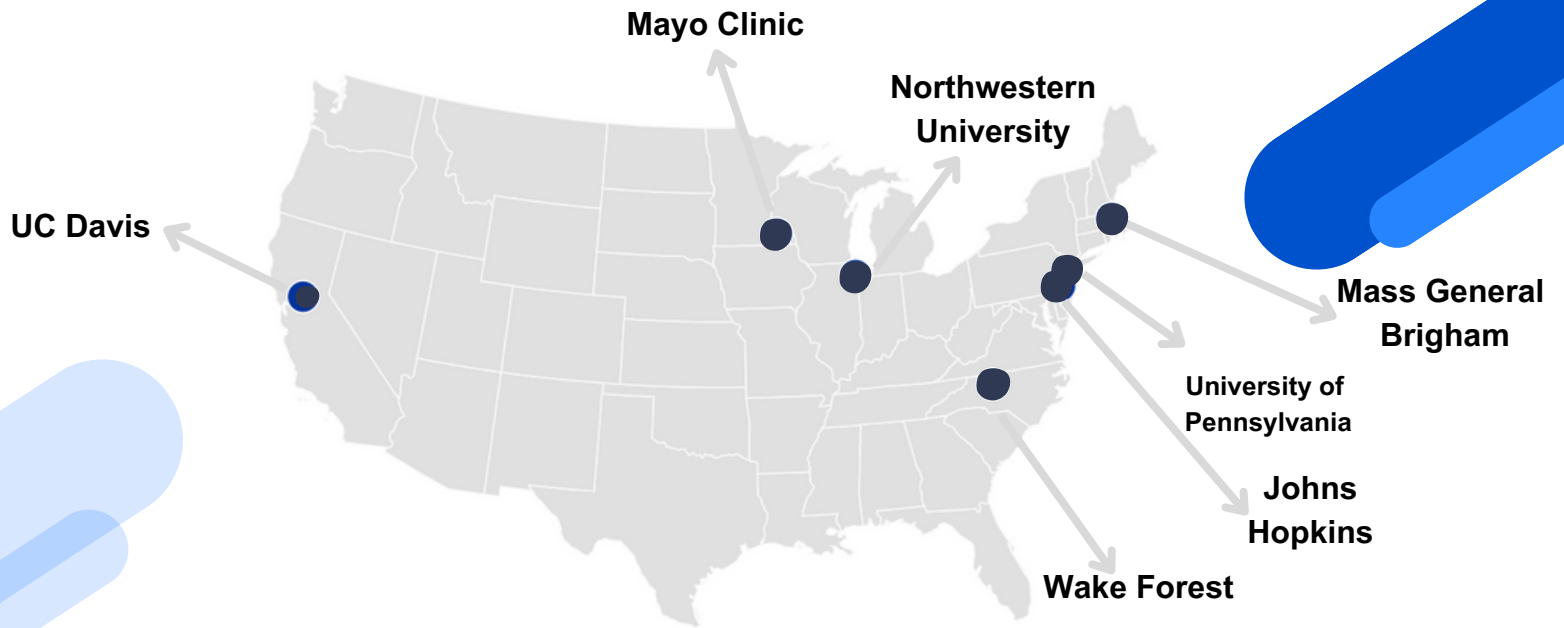 Mayo Clinic
Northwestern
University
UC Davis
Mass General
Brigham
University of
Pennsylvania
Johns
Hopkins
Wake Forest